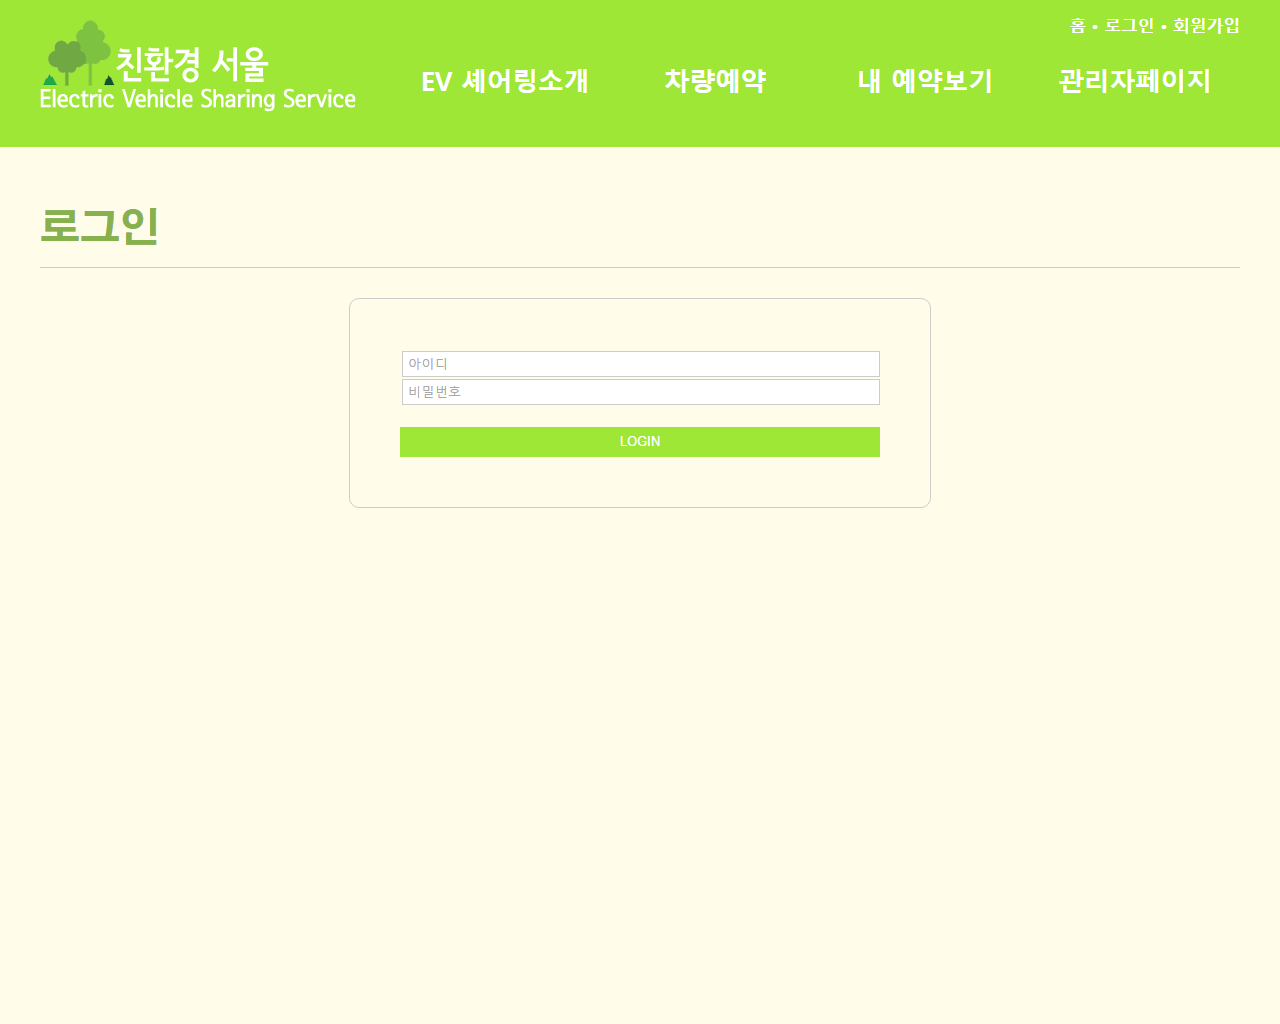 홈 • 로그인 • 회원가입
친환경 서울
Electric Vehicle Sharing Service
EV 셰어링소개 차량예약 내 예약보기 관리자페이지
로그인
아이디
비밀번호
LOGIN